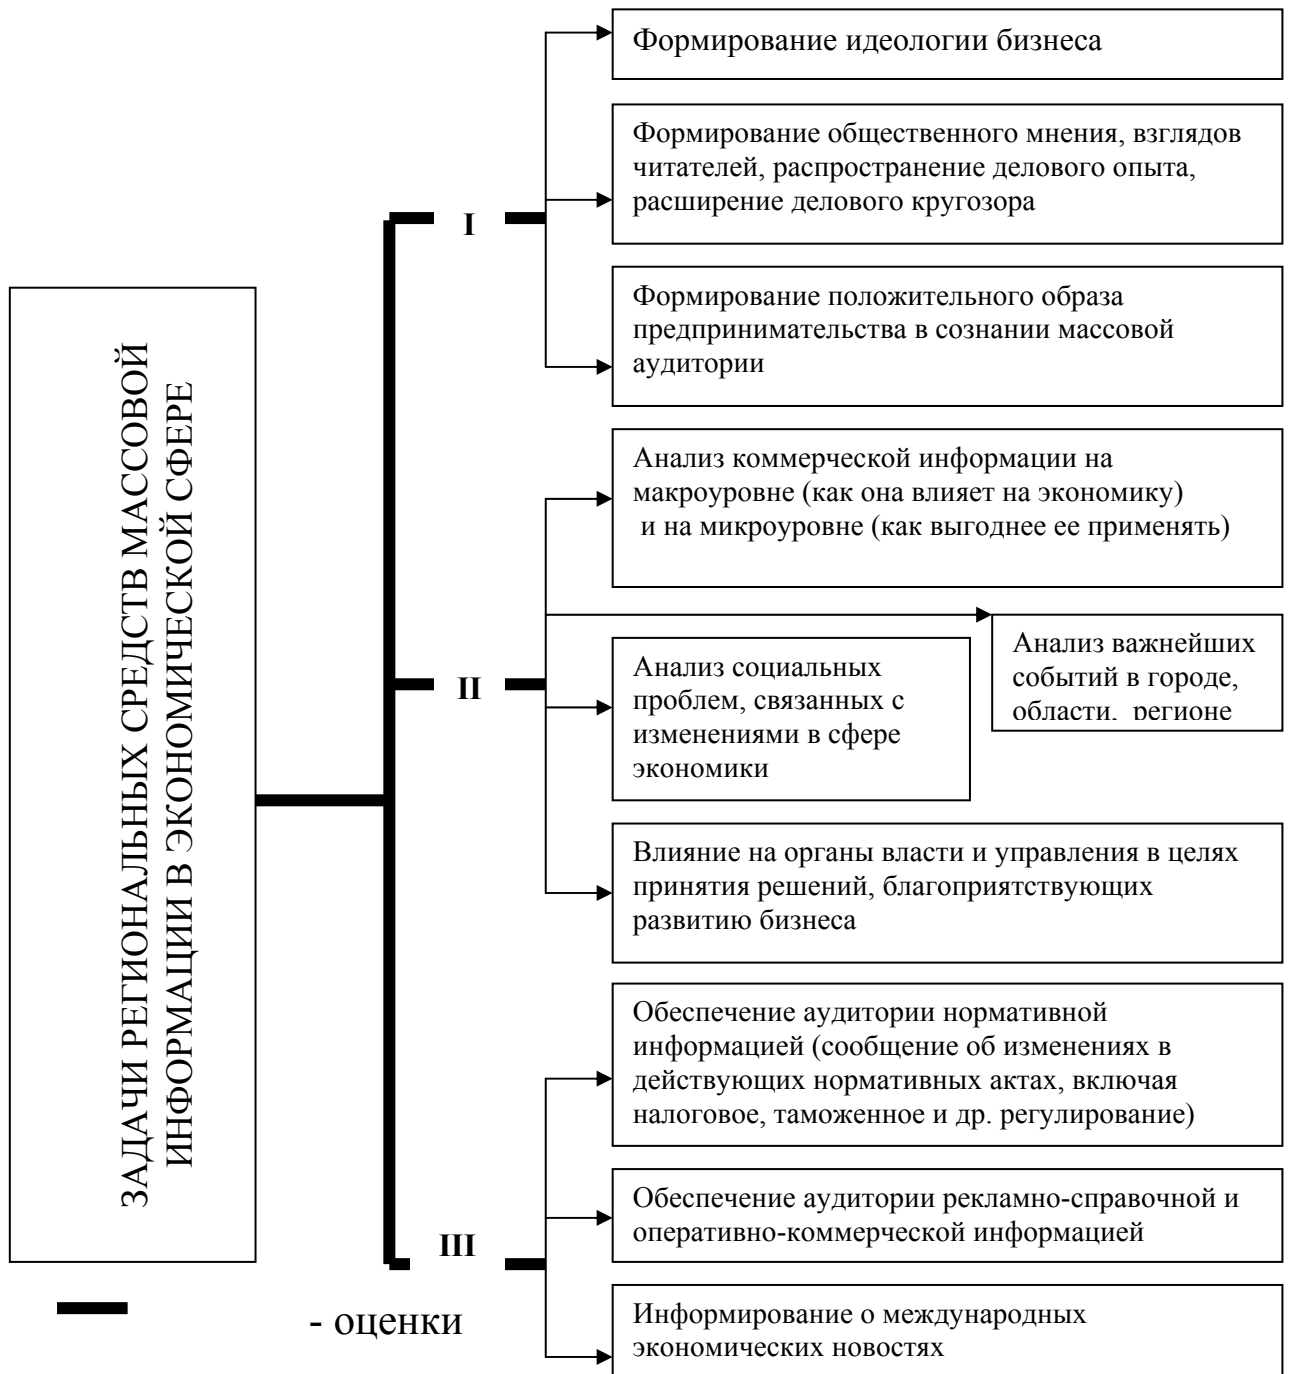 Формирование идеологии бизнеса
Формирование общественного мнения, взглядов
читателей, распространение делового опыта,
расширение делового кругозора
I
Формирование положительного образа
предпринимательства в сознании массовой
аудитории
ЗАДАЧИ РЕГИОНАЛЬНЫХ СРЕДСТВ МАССОВОЙ
ИНФОРМАЦИИ В ЭКОНОМИЧЕСКОЙ СФЕРЕ
Анализ коммерческой информации на
макроуровне (как она влияет на экономику)
и на микроуровне (как выгоднее ее применять)
II
Анализ социальных
проблем, связанных с
изменениями в сфере
экономики
Анализ важнейших
событий в городе,
области, регионе
Влияние на органы власти и управления в целях
принятия решений, благоприятствующих
развитию бизнеса
Обеспечение аудитории нормативной
информацией (сообщение об изменениях в
действующих нормативных актах, включая
налоговое, таможенное и др. регулирование)
Обеспечение аудитории рекламно-справочной и
оперативно-коммерческой информацией
III
Информирование о международных
экономических новостях
- оценки